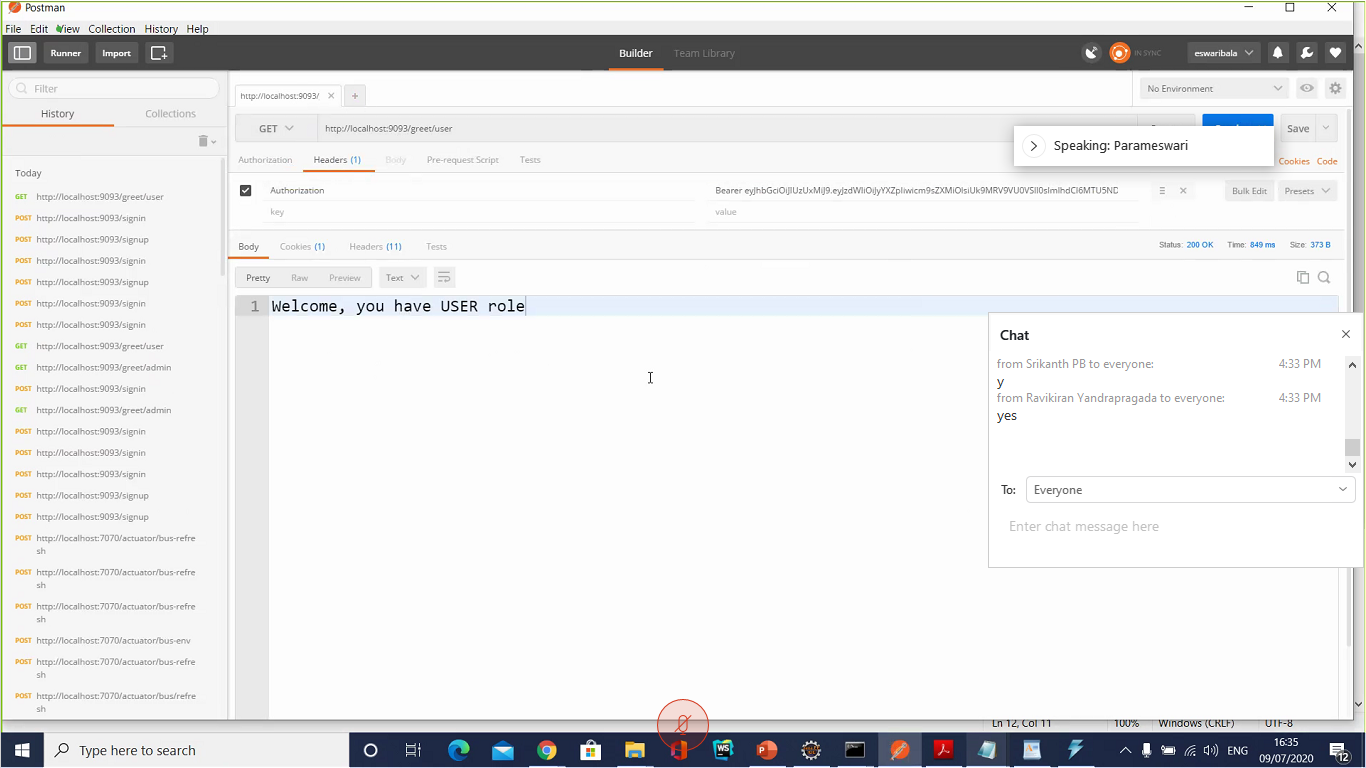 Postman
File Edit View Collection History Help
Runner Import Builder Team Library IN SYNC eswaribala
Filter
History Collections
Today
GET http://localhost:9093/greet/user
POST http://localhost:9093/signin
POST http://localhost:9093/signup
POST http://localhost:9093/signin
POST http://localhost:9093/signup
POST http://localhost:9093/signin
POST http://localhost:9093/signin
GET http://localhost:9093/greet/user
GET http://localhost:9093/greet/admin
POST http://localhost:9093/signin
GET http://localhost:9093/greet/admin
POST http://localhost:9093/signin
POST http://localhost:9093/signin
POST http://localhost:9093/signin
POST http://localhost:9093/signup
POST http://localhost:9093/signup
POST http://localhost:7070/actuator/bus-refre
sh
POST http://localhost:7070/actuator/bus-refre
sh
POST http://localhost:7070/actuator/bus-refre
sh
POST http://localhost:7070/actuator/bus-env
POST http://localhost:7070/actuator/bus-refre
sh
POST http://localhost:7070/actuator/bus/refre
sh
http://localhost:9093/
No Environment
GET http://localhost:9093/greet/user
Save
Speaking: Parameswari
Authorization Headers (1) Body Pre-request Script Tests
Cookies Code
Authorization
Bulk Edit Presets
key value
Body Cookies (1) Headers (11) Tests
Status: 200 OK Time: 849 ms Size: 373 B
Pretty Raw Preview Text
1 Welcome, you have USER role
Chat
from Srikanth PB to everyone: 4:33 PM
y
from Ravikiran Yandrapragada to everyone: 4:33 PM
yes
To: Everyone
Enter chat message here
Ln 12, Col 11 100% Windows (CRLF) UTF-8
Type here to search
ENG
16:35
09/07/2020
12